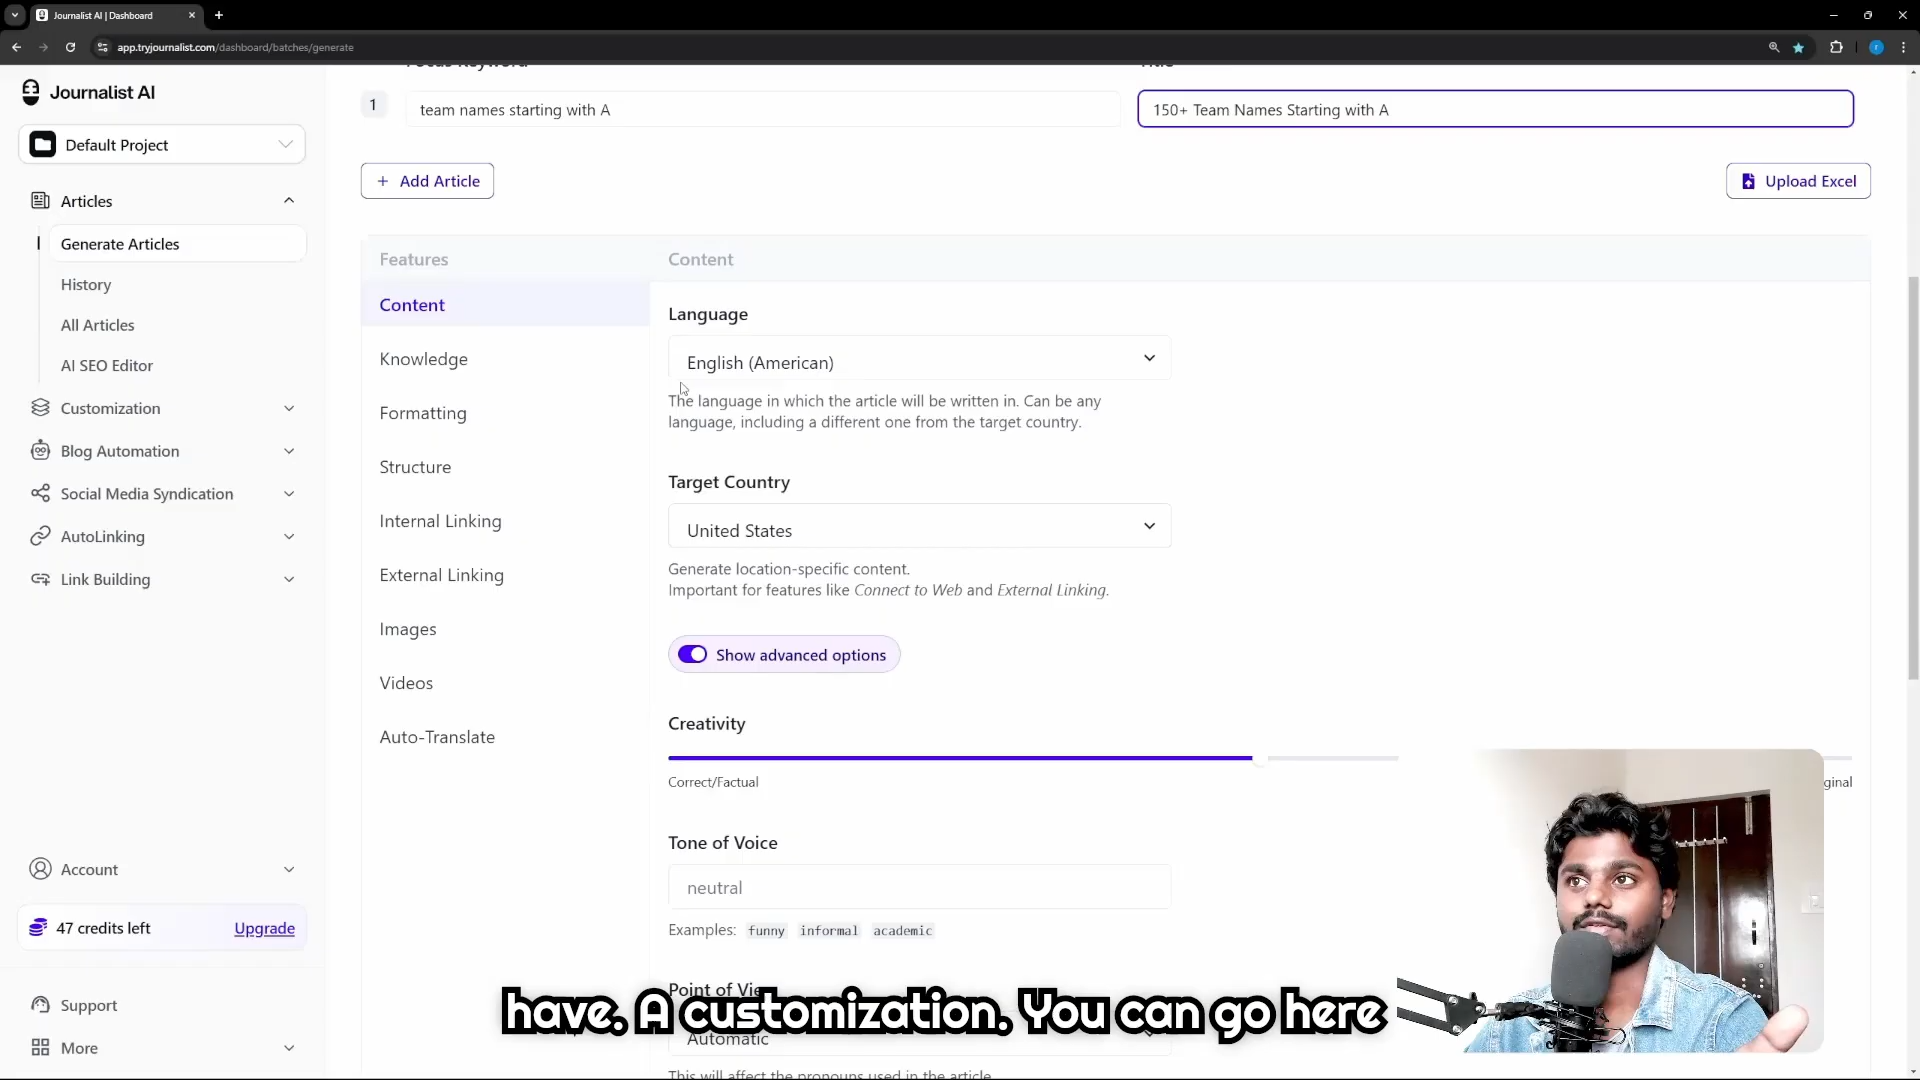 Journalist AI | Dashboard
app.tryjournalist.com/dashboard/batches/generate
Journalist AI
Default Project
Articles
Generate Articles
History
All Articles
AI SEO Editor
Customization
Blog Automation
Social Media Syndication
AutoLinking
Link Building
Account
47 credits left
Upgrade
Support
More
Focus Keyword
Title
1
team names starting with A
150+ Team Names Starting with A
+ Add Article
Upload Excel
Features
Content
Knowledge
Formatting
Structure
Internal Linking
External Linking
Images
Videos
Auto-Translate
Content
Language
English (American)
The language in which the article will be written in. Can be any
language, including a different one from the target country.
Target Country
United States
Generate location-specific content.
Important for features like Connect to Web and External Linking.
Show advanced options
Creativity
Correct/Factual
Tone of Voice
neutral
Examples: funny informal academic
Automatic
This will affect the pronouns used in the article
have. A customization. You can go here